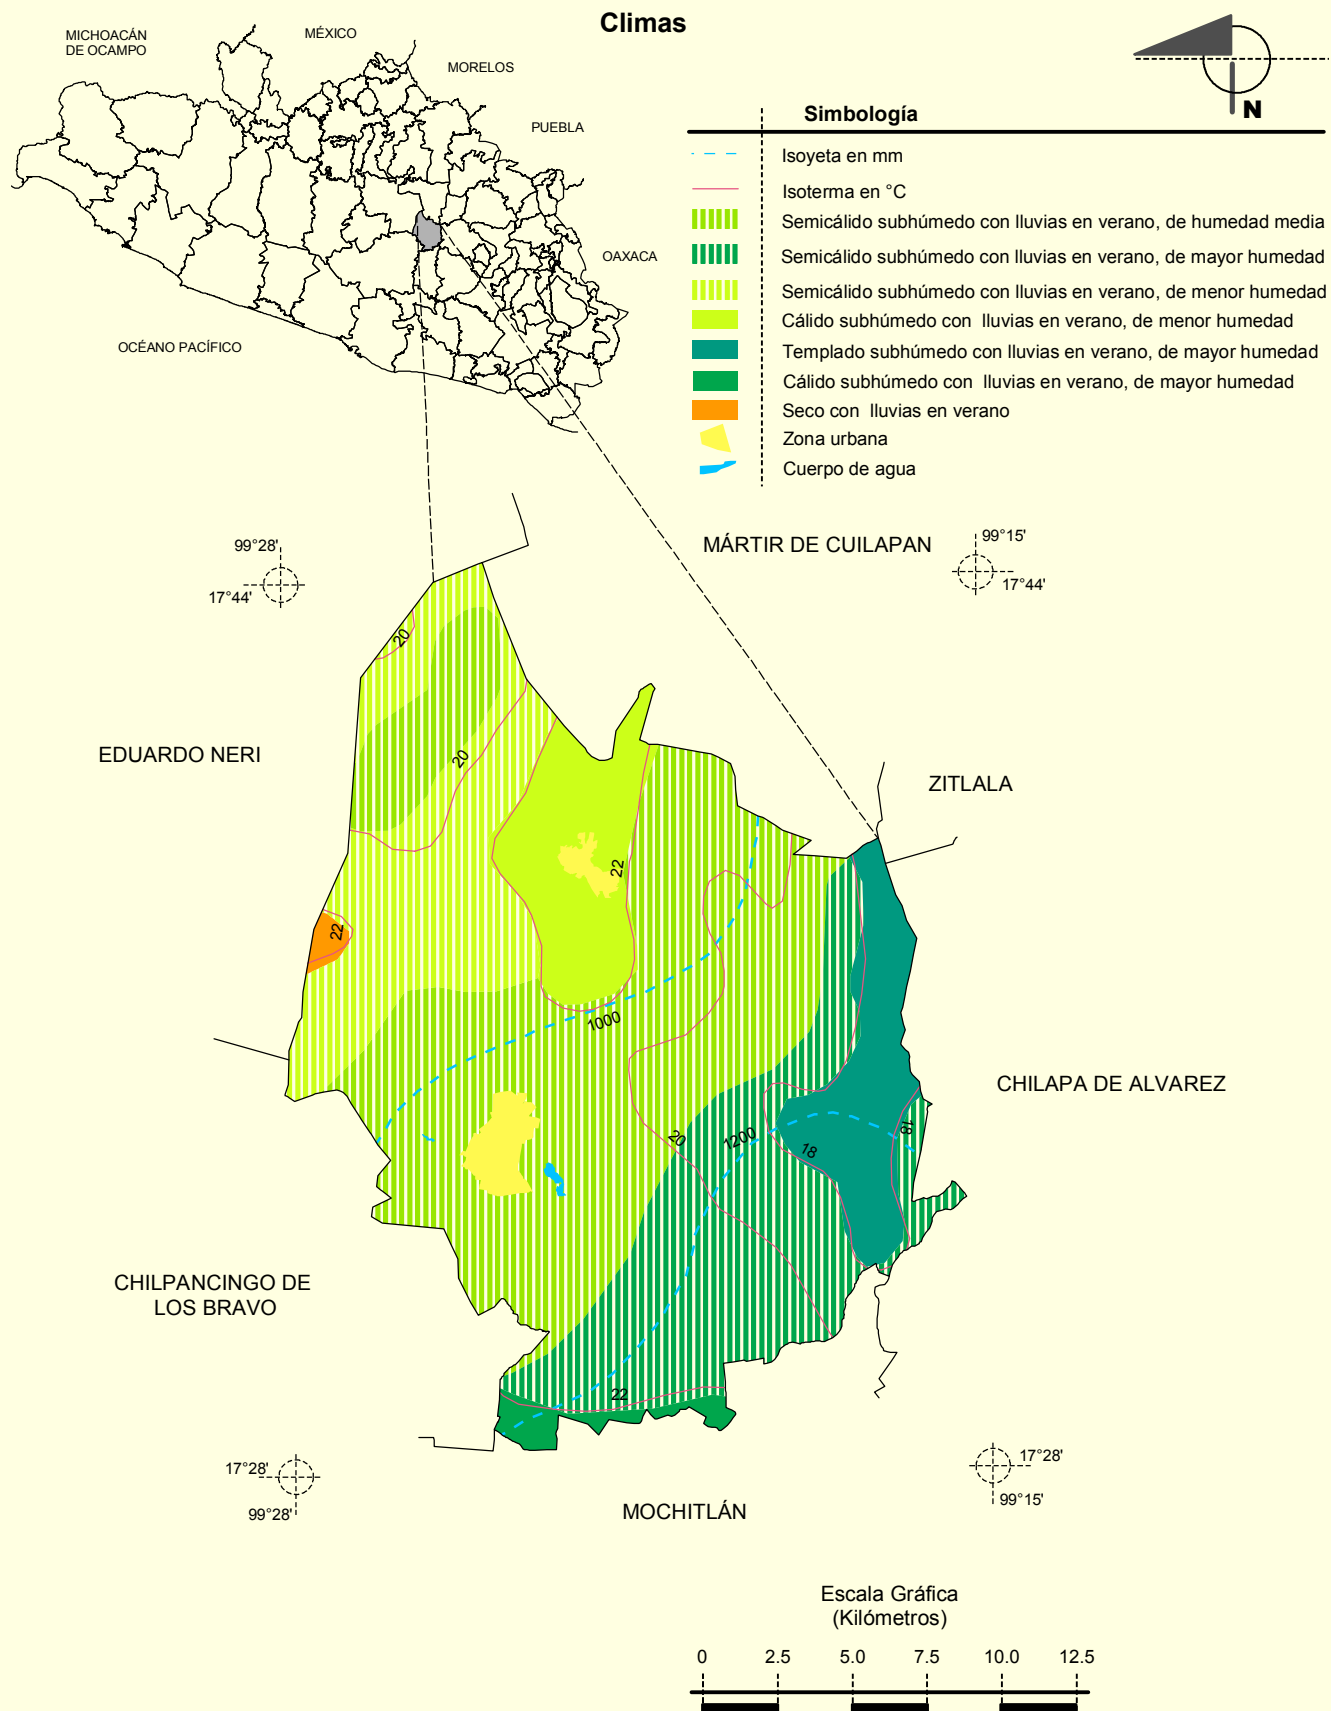 Climas
MICHOACÁN
DE OCAMPO
MÉXICO
MORELOS
PUEBLA
OAXACA
OCÉANO PACÍFICO
N
Simbología
Isoyeta en mm
Isoterma en °C
Semicálido subhúmedo con lluvias en verano, de humedad media
Semicálido subhúmedo con lluvias en verano, de mayor humedad
Semicálido subhúmedo con lluvias en verano, de menor humedad
Cálido subhúmedo con lluvias en verano, de menor humedad
Templado subhúmedo con lluvias en verano, de mayor humedad
Cálido subhúmedo con lluvias en verano, de mayor humedad
Seco con lluvias en verano
Zona urbana
Cuerpo de agua
99°28'
17°44'
MÁRTIR DE CUILAPAN
99°15'
17°44'
20
EDUARDO NERI
20
ZITLALA
22
22
1000
CHILAPA DE ALVAREZ
20
1200
18
18
CHILPANCINGO DE
LOS BRAVO
22
17°28'
99°28'
17°28'
99°15'
MOCHITLÁN
Escala Gráfica
(Kilómetros)
0 2.5 5.0 7.5 10.0 12.5